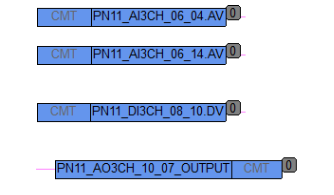 CMT PN11_AI3CH_06_04.AV 0
CMT PN11_AI3CH_06_14.AV 0
CMT PN11_DI3CH_08_10.DV 0
PN11_AO3CH_10_07_OUTPUT CMT 0